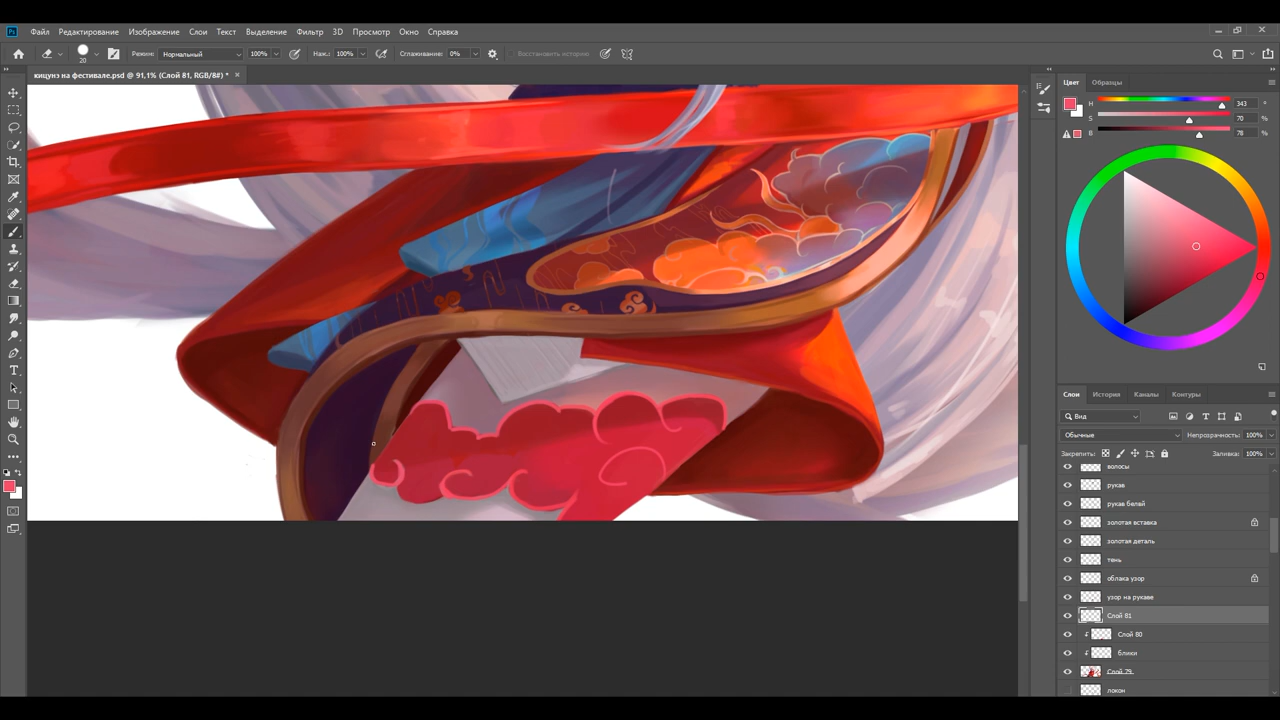 Ps Файл Редактирование Изображение Слои Текст Выделение Фильтр 3D Просмотр Окно Справка
20 Режим: Нормальный 100% Наж.: 100% Сглаживание: 0% Восстановить историю
кицунэ на фестивале.psd @ 91,1% (Слой 81, RGB/8#) *
Цвет Образцы
H 343 °
S 70 %
B 78 %
Слои История Каналы Контуры
Вид
Обычные Непрозрачность: 100%
Закрепить: Заливка: 100%
волосы
рукав
рукав белый
золотая вставка
золотая деталь
тень
облака узор
узор на рукаве
Слой 81
Слой 80
блики
Слой 79
локон